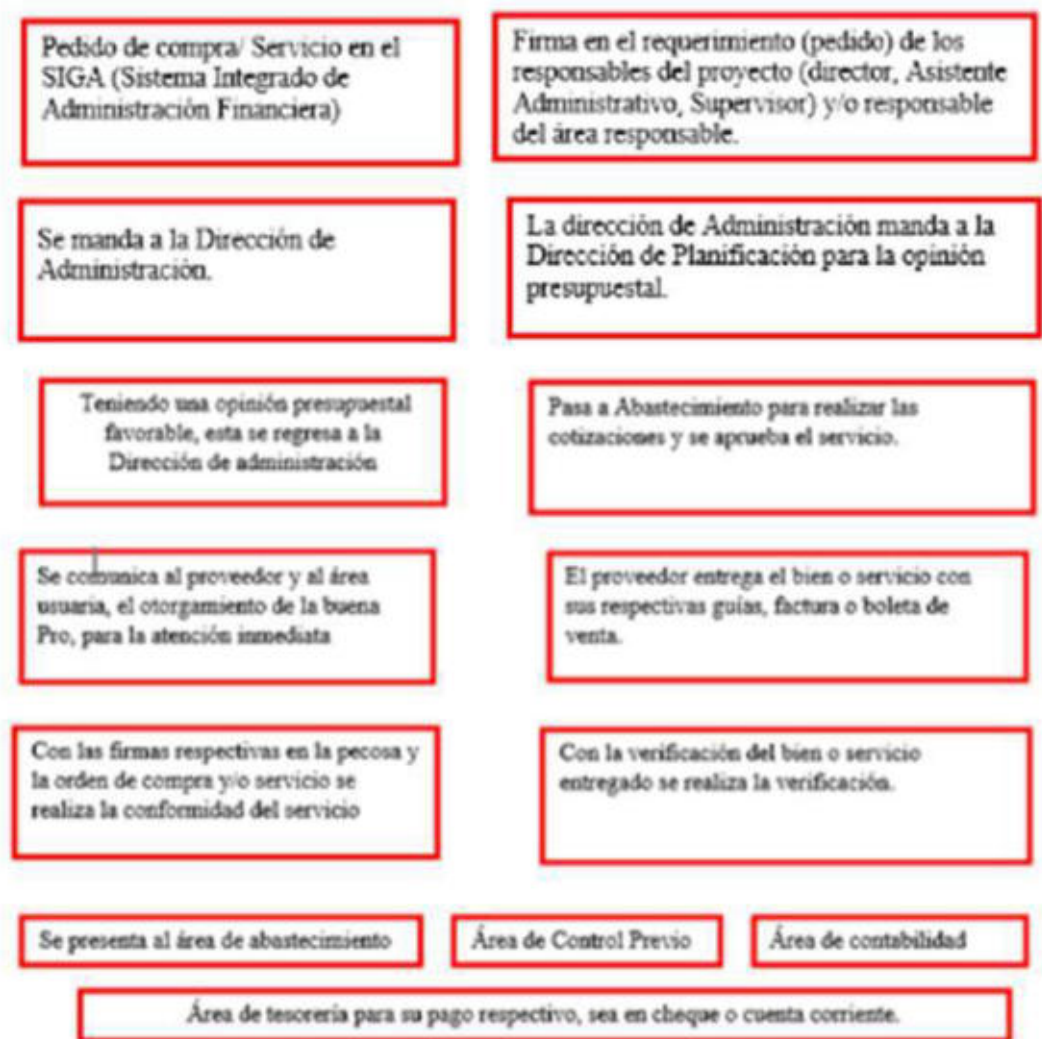 Pedido de compra/ Servicio en el
SIGA (Sistema Integrado de
Administración Financiera)
Firma en el requerimiento (pedido) de los
responsables del proyecto (director, Asistente
Administrativo, Supervisor) y/o responsable
del área responsable.
Se manda a la Dirección de
Administración.
La dirección de Administración manda a la
Dirección de Planificación para la opinión
presupuestal.
Teniendo una opinión presupuestal
favorable, esta se regresa a la
Dirección de administración
Pasa a Abastecimiento para realizar las
cotizaciones y se aprueba el servicio.
Se comunica al proveedor y al área
usuaria, el otorgamiento de la buena
Pro, para la atención inmediata
El proveedor entrega el bien o servicio con
sus respectivas guías, factura o boleta de
venta.
Con las firmas respectivas en la pecosa y
la orden de compra y/o servicio se
realiza la conformidad del servicio
Con la verificación del bien o servicio
entregado se realiza la verificación.
Se presenta al área de abastecimiento
Área de Control Previo
Área de contabilidad
Área de tesorería para su pago respectivo, sea en cheque o cuenta corriente.